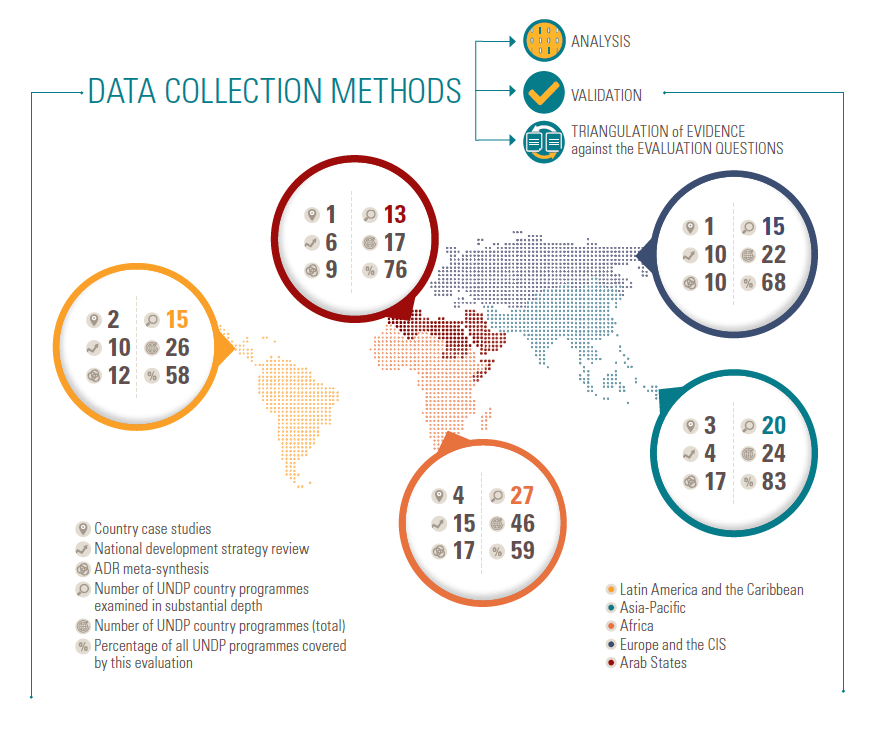 DATA COLLECTION METHODS
ANALYSIS
VALIDATION
TRIANGULATION of EVIDENCE
against the EVALUATION QUESTIONS
1 13
6 17
9 % 76
1 15
10 22
10 % 68
2 15
10 26
12 % 58
3 20
4 24
17 % 83
4 27
15 46
17 % 59
Country case studies
National development strategy review
ADR meta-synthesis
Number of UNDP country programmes
examined in substantial depth
Number of UNDP country programmes (total)
% Percentage of all UNDP programmes covered
by this evaluation
Latin America and the Caribbean
Asia-Pacific
Africa
Europe and the CIS
Arab States